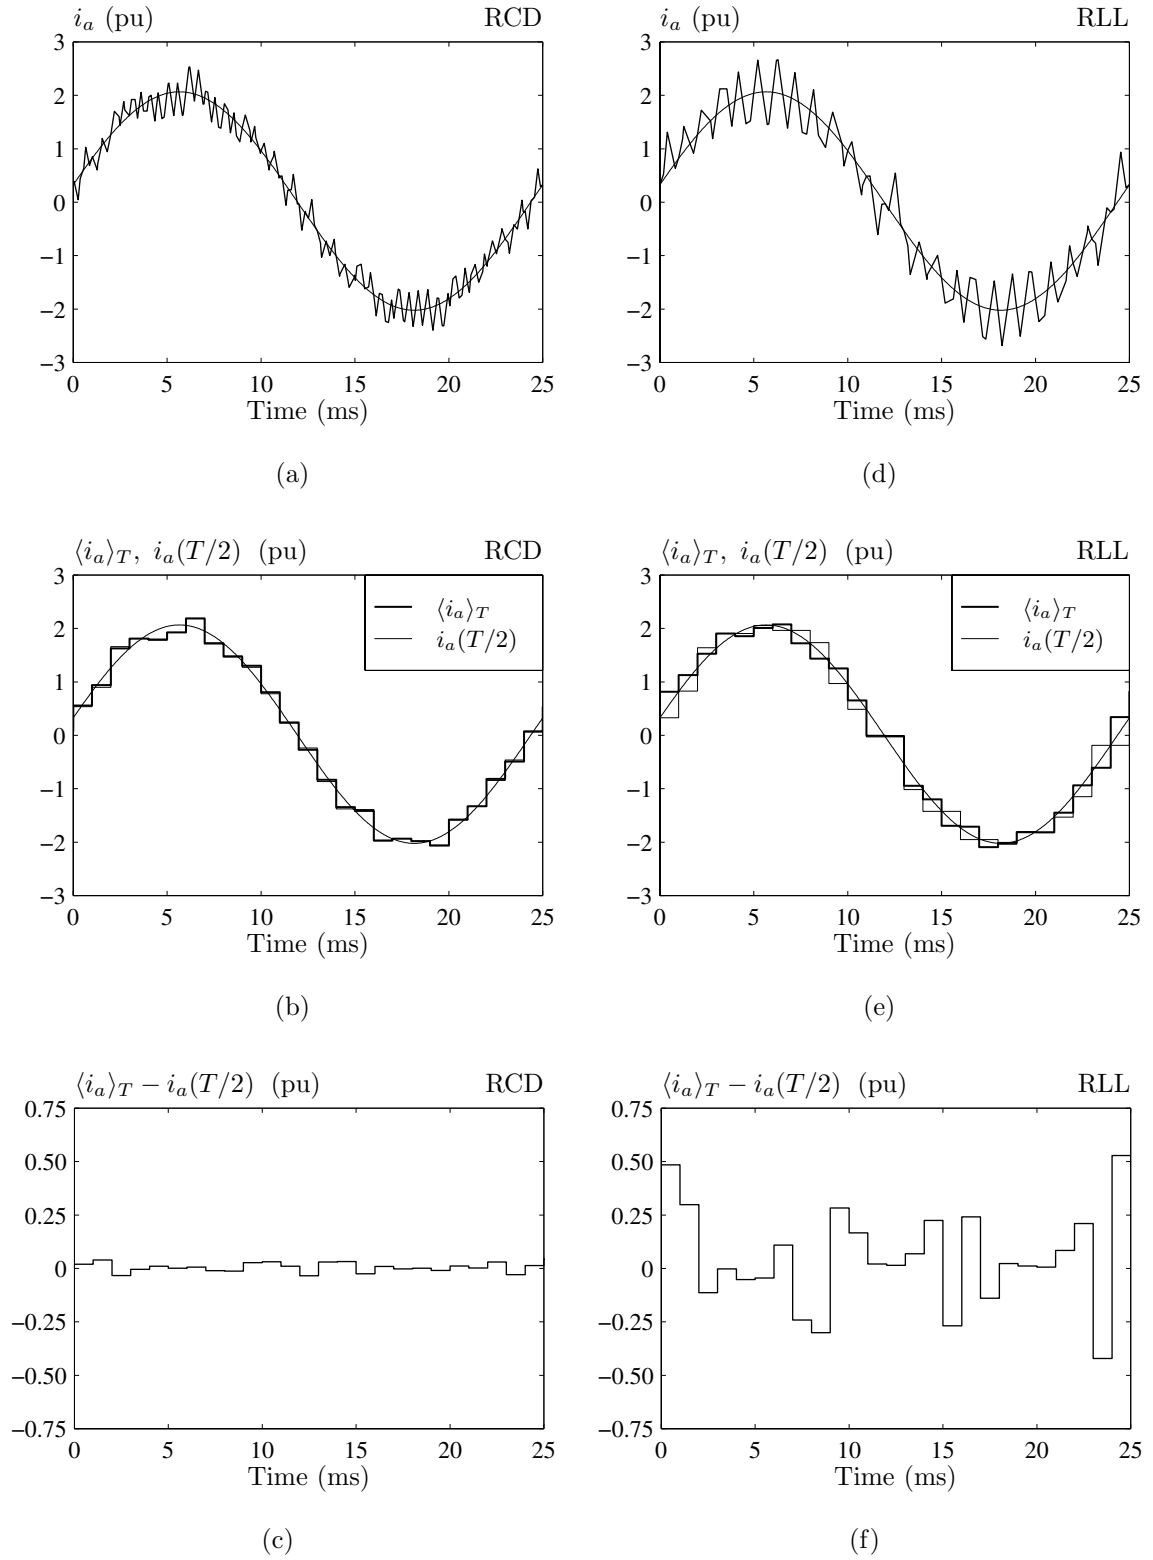 i_a (pu) RCD
3
2
1
0
−1
−2
−3
0 5 10 15 20 25
Time (ms)
(a)
i_a (pu) RLL
3
2
1
0
−1
−2
−3
0 5 10 15 20 25
Time (ms)
(d)
⟨i_a⟩_T, i_a(T/2) (pu) RCD
3
2
1
0
−1
−2
−3
⟨i_a⟩_T
i_a(T/2)
0 5 10 15 20 25
Time (ms)
(b)
⟨i_a⟩_T, i_a(T/2) (pu) RLL
3
2
1
0
−1
−2
−3
⟨i_a⟩_T
i_a(T/2)
0 5 10 15 20 25
Time (ms)
(e)
⟨i_a⟩_T − i_a(T/2) (pu) RCD
0.75
0.50
0.25
0
−0.25
−0.50
−0.75
0 5 10 15 20 25
Time (ms)
(c)
⟨i_a⟩_T − i_a(T/2) (pu) RLL
0.75
0.50
0.25
0
−0.25
−0.50
−0.75
0 5 10 15 20 25
Time (ms)
(f)